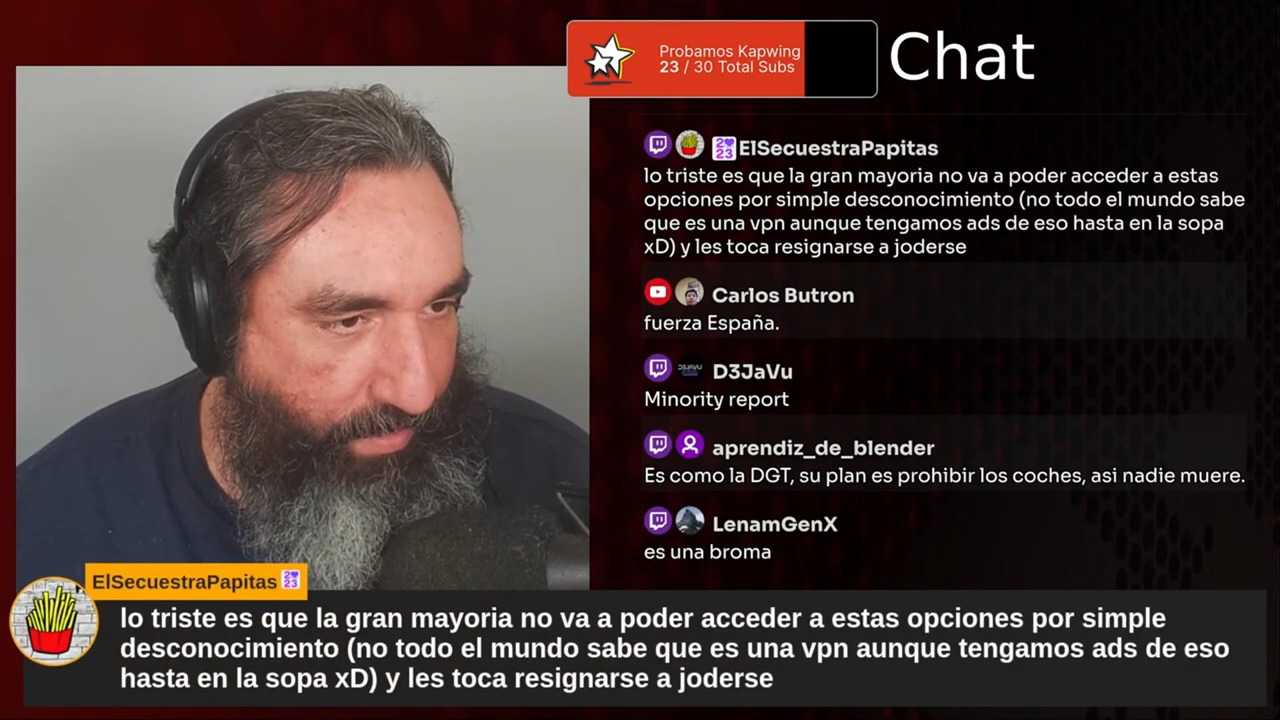 Probamos Kapwing
23 / 30 Total Subs
Chat
ElSecuestraPapitas
lo triste es que la gran mayoria no va a poder acceder a estas
opciones por simple desconocimiento (no todo el mundo sabe
que es una vpn aunque tengamos ads de eso hasta en la sopa
xD) y les toca resignarse a joderse
Carlos Butron
fuerza España.
D3JaVu
Minority report
aprendiz_de_blender
Es como la DGT, su plan es prohibir los coches, asi nadie muere.
LenamGenX
es una broma
ElSecuestraPapitas
lo triste es que la gran mayoria no va a poder acceder a estas opciones por simple
desconocimiento (no todo el mundo sabe que es una vpn aunque tengamos ads de eso
hasta en la sopa xD) y les toca resignarse a joderse